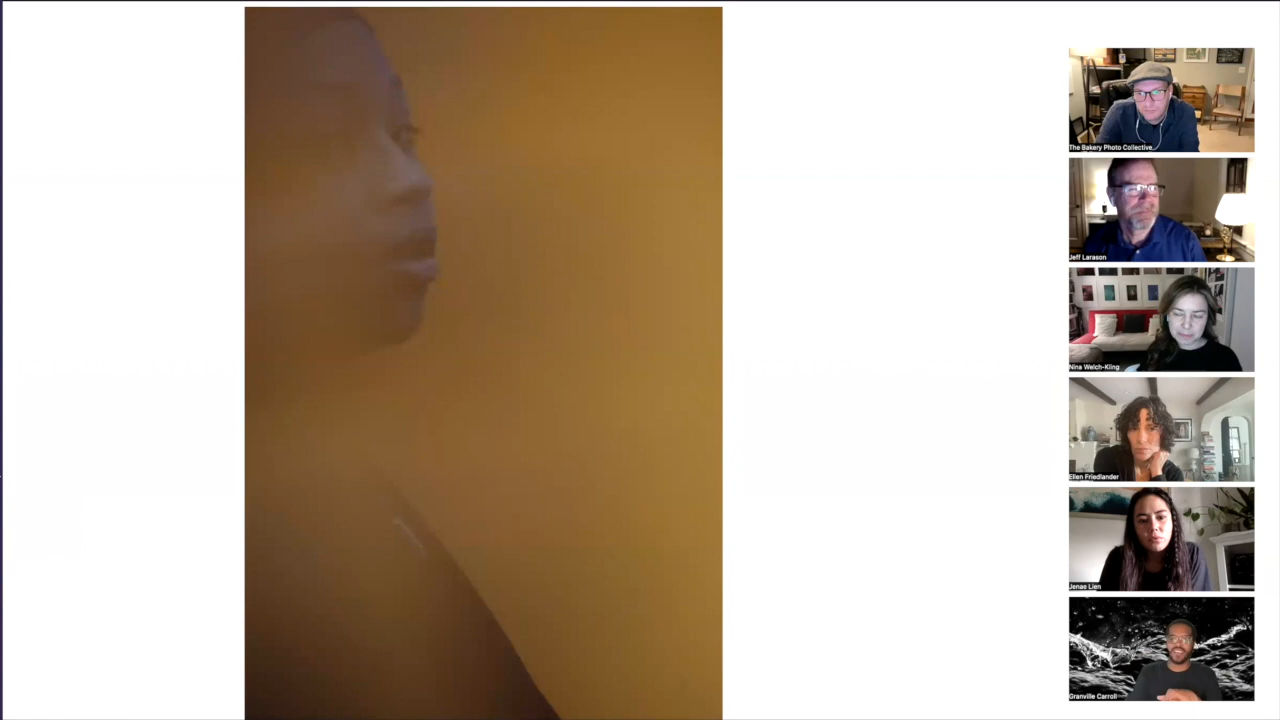 The Bakery Photo Collective
Jeff Larason
Nina Welch-Kling
Ellen Friedlander
Jenae Lien
Granville Carroll